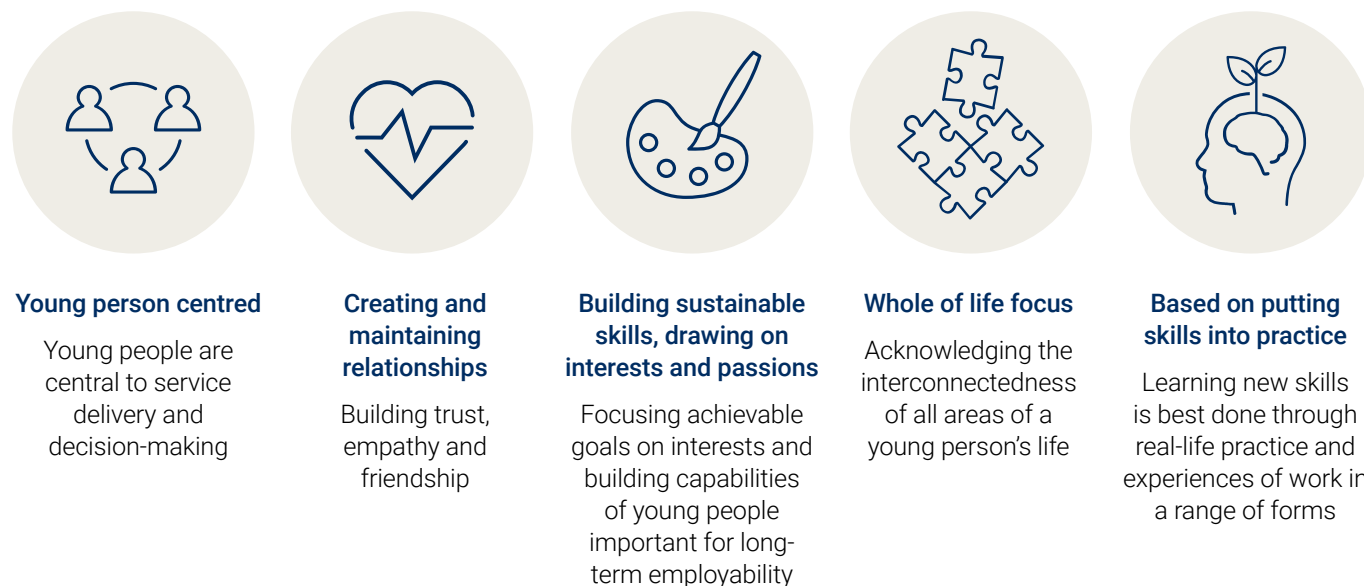 Young person centred
Young people are
central to service
delivery and
decision-making
Creating and
maintaining
relationships
Building trust,
empathy and
friendship
Building sustainable
skills, drawing on
interests and passions
Focusing achievable
goals on interests and
building capabilities
of young people
important for long-
term employability
Whole of life focus
Acknowledging the
interconnectedness
of all areas of a
young person’s life
Based on putting
skills into practice
Learning new skills
is best done through
real-life practice and
experiences of work in
a range of forms